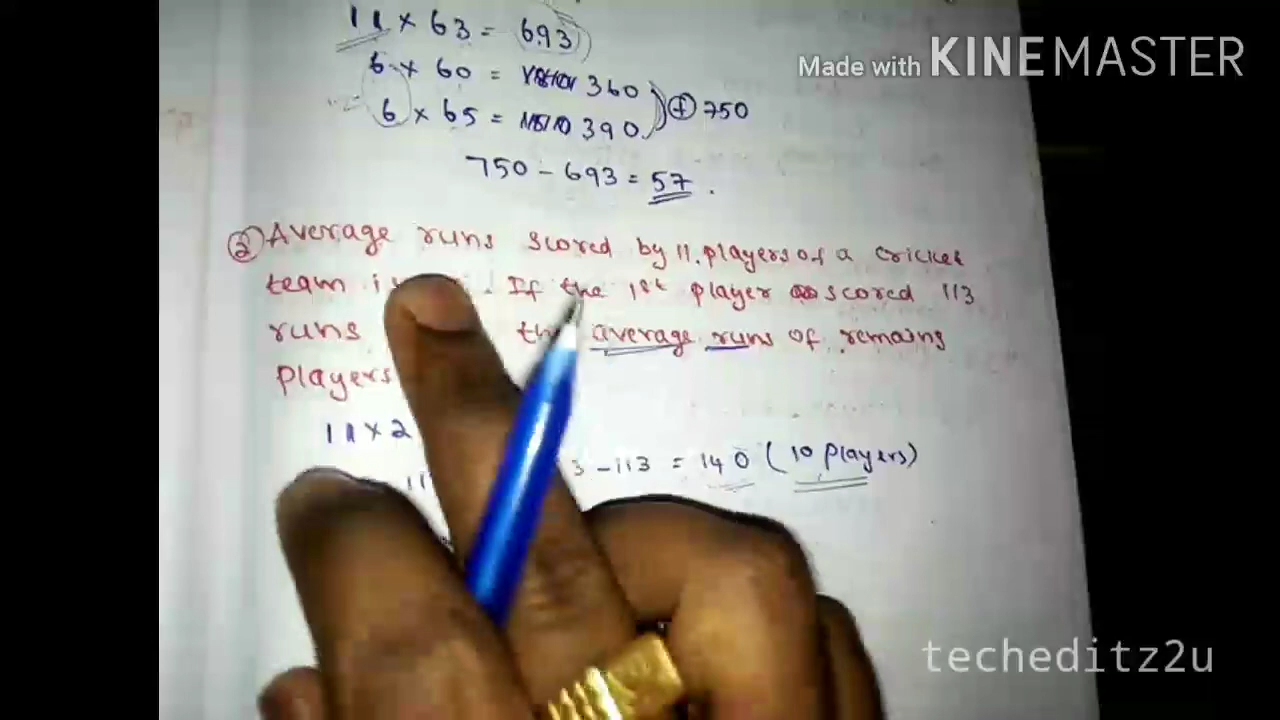 11 × 63 = 693
Made with KINEMASTER
6 × 60 = 360
6 × 65 = 390 + 750
750 - 693 = 57.
② Average runs scored by 11 players of a cricket
team If the 1st player scored 113
runs the average runs of remains
players
11 × 2
3 - 113 = 140 (10 players)
techeditz2u